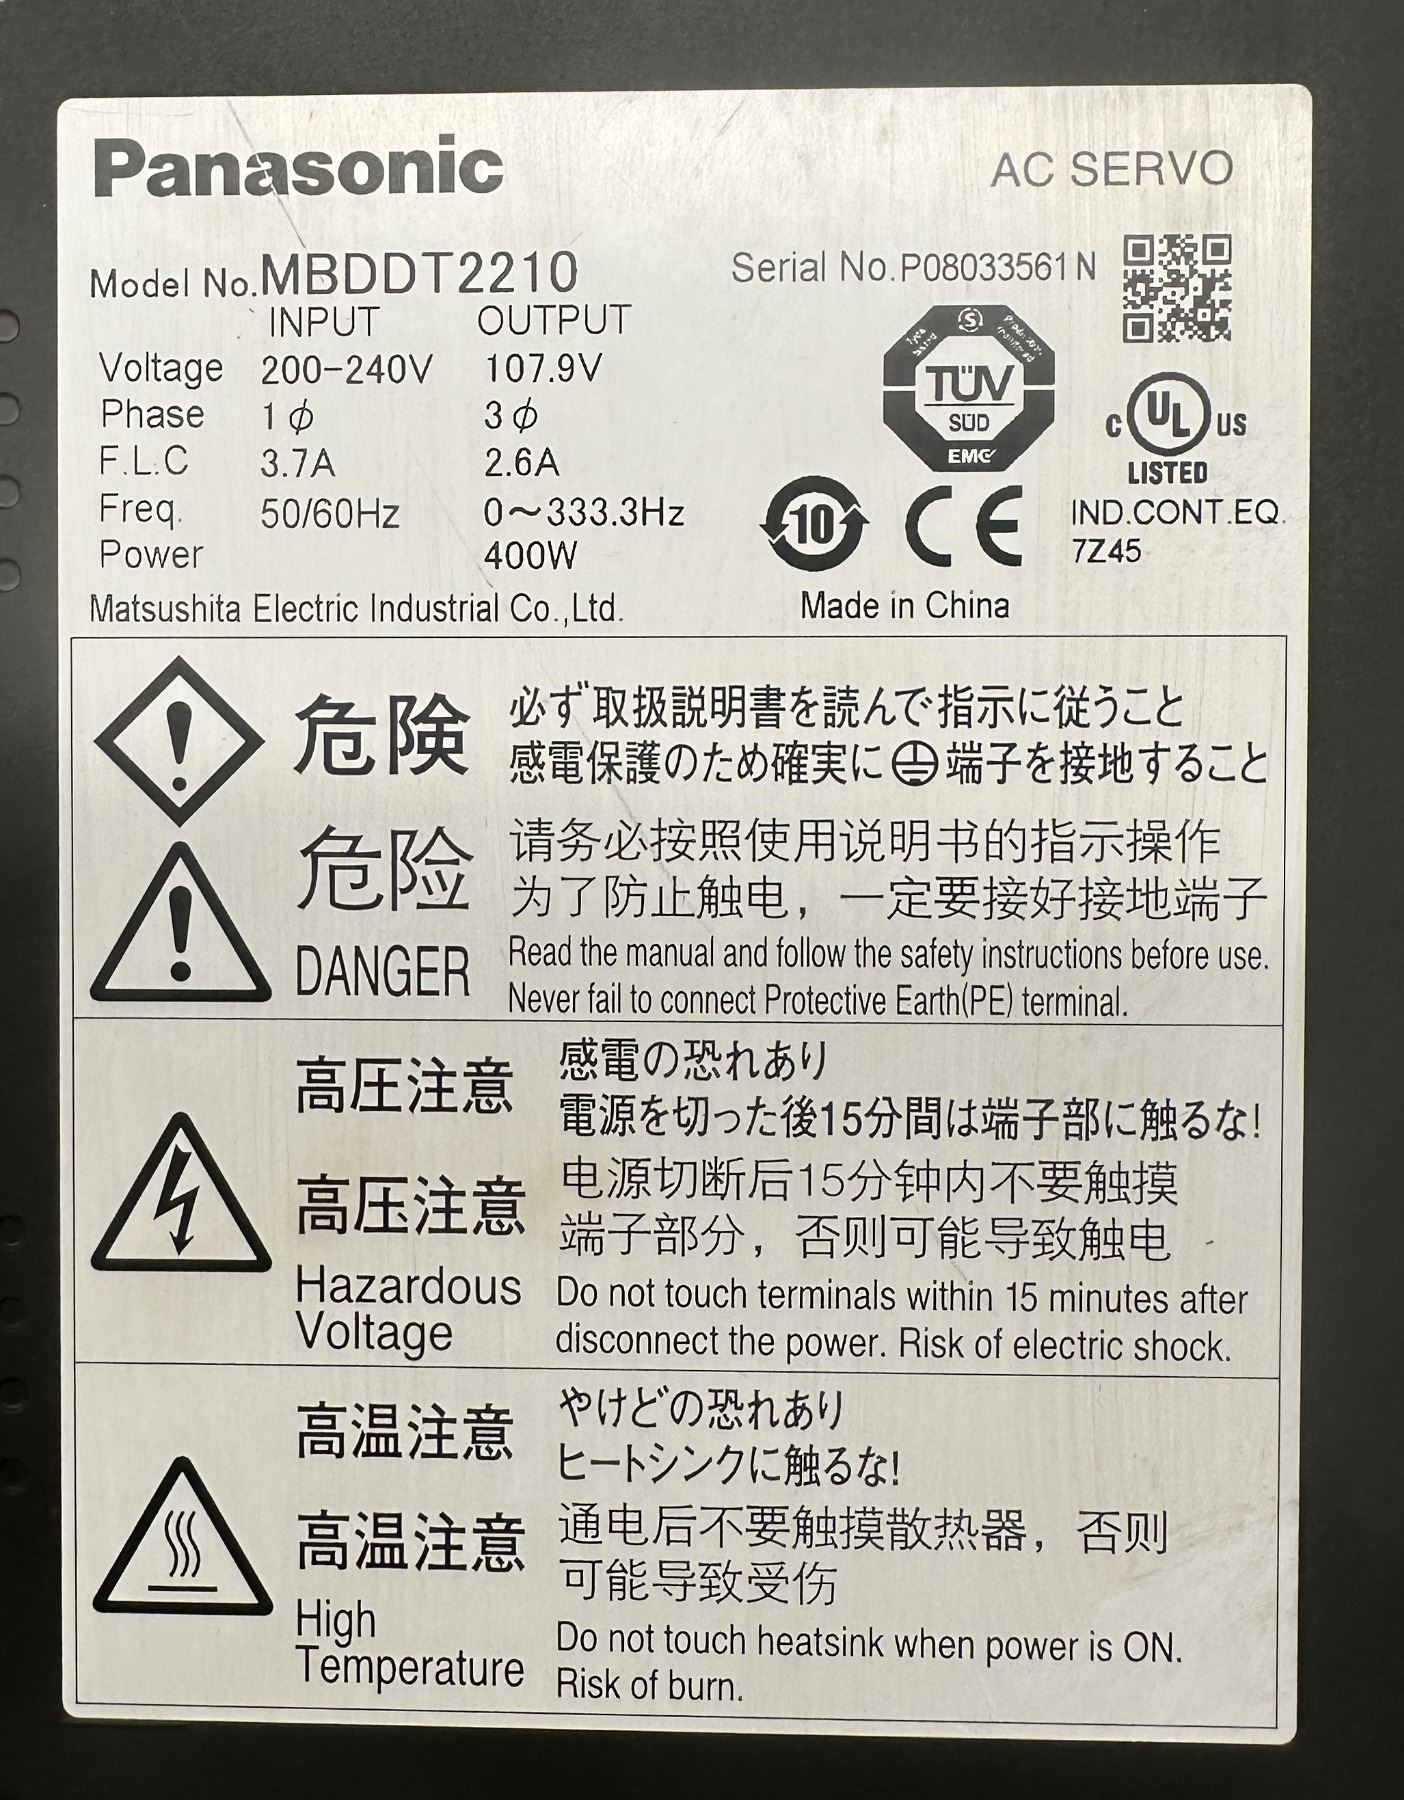 Panasonic
AC SERVO
Model No.MBDDT2210
Serial No.P08033561N
INPUT OUTPUT
Voltage 200-240V 107.9V
Phase 1ϕ 3ϕ
F.L.C 3.7A 2.6A
Freq. 50/60Hz 0～333.3Hz
Power 400W
TÜV
SÜD
EMC
C UL US
LISTED
IND.CONT.EQ.
7Z45
10 CE
Matsushita Electric Industrial Co.,Ltd.
Made in China
危険
必ず取扱説明書を読んで指示に従うこと
感電保護のため確実に⏚端子を接地すること
危险
请务必按照使用说明书的指示操作
为了防止触电，一定要接好接地端子
DANGER
Read the manual and follow the safety instructions before use.
Never fail to connect Protective Earth(PE) terminal.
高圧注意
感電の恐れあり
電源を切った後15分間は端子部に触るな!
高压注意
电源切断后15分钟内不要触摸
端子部分，否则可能导致触电
Hazardous
Voltage
Do not touch terminals within 15 minutes after
disconnect the power. Risk of electric shock.
高温注意
やけどの恐れあり
ヒートシンクに触るな!
高温注意
通电后不要触摸散热器，否则
可能导致受伤
High
Temperature
Do not touch heatsink when power is ON.
Risk of burn.